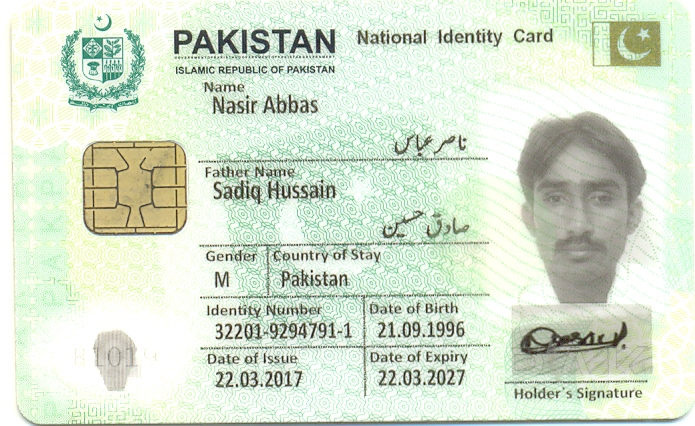 PAKISTAN National Identity Card
ISLAMIC REPUBLIC OF PAKISTAN
Name
Nasir Abbas
ناصر عباس
Father Name
Sadiq Hussain
صادق حسین
Gender Country of Stay
M Pakistan
Identity Number Date of Birth
32201-9294791-1 21.09.1996
Date of Issue Date of Expiry
22.03.2017 22.03.2027
Holder's Signature